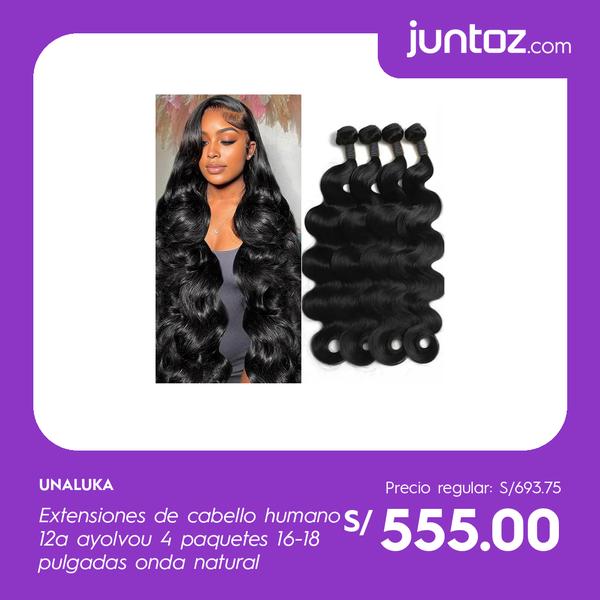 juntoz.com
UNALUKA
Extensiones de cabello humano
12a ayolvou 4 paquetes 16-18
pulgadas onda natural
Precio regular: S/693.75
S/ 555.00